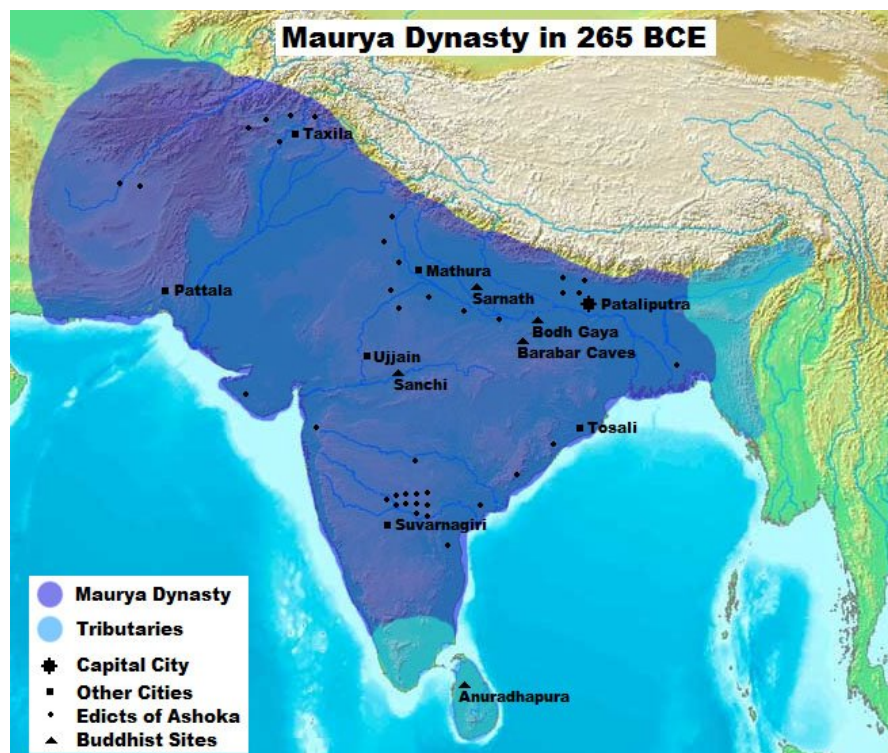 Maurya Dynasty in 265 BCE
Taxila
Mathura
Pattala
Sarnath
Pataliputra
Bodh Gaya
Barabar Caves
Ujjain
Sanchi
Tosali
Suvarnagiri
Anuradhapura
Maurya Dynasty
Tributaries
Capital City
Other Cities
Edicts of Ashoka
Buddhist Sites